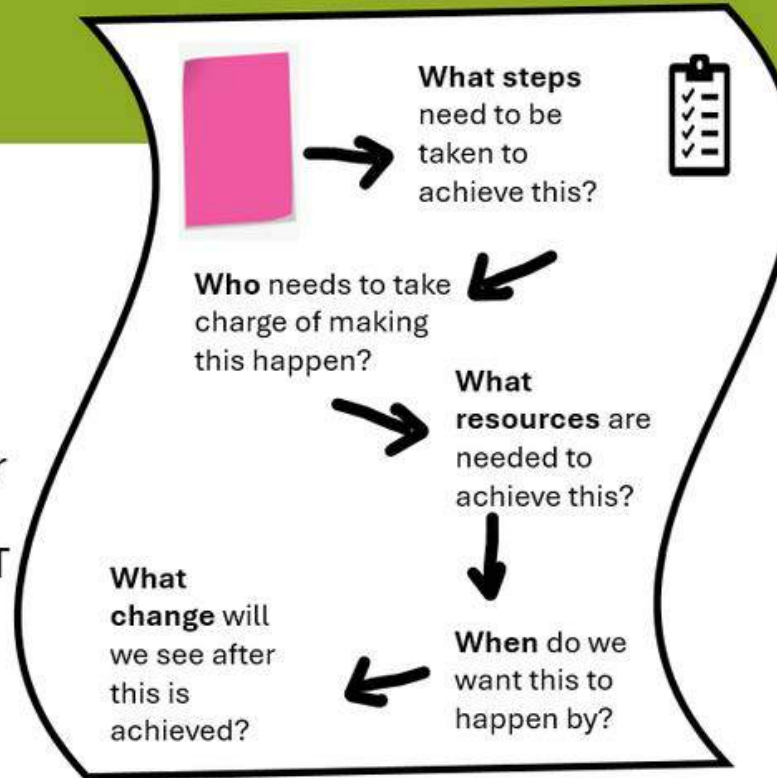 What steps
need to be
taken to
achieve this?
Who needs to take
charge of making
this happen?
What
resources are
needed to
achieve this?
When do we
want this to
happen by?
What
change will
we see after
this is
achieved?